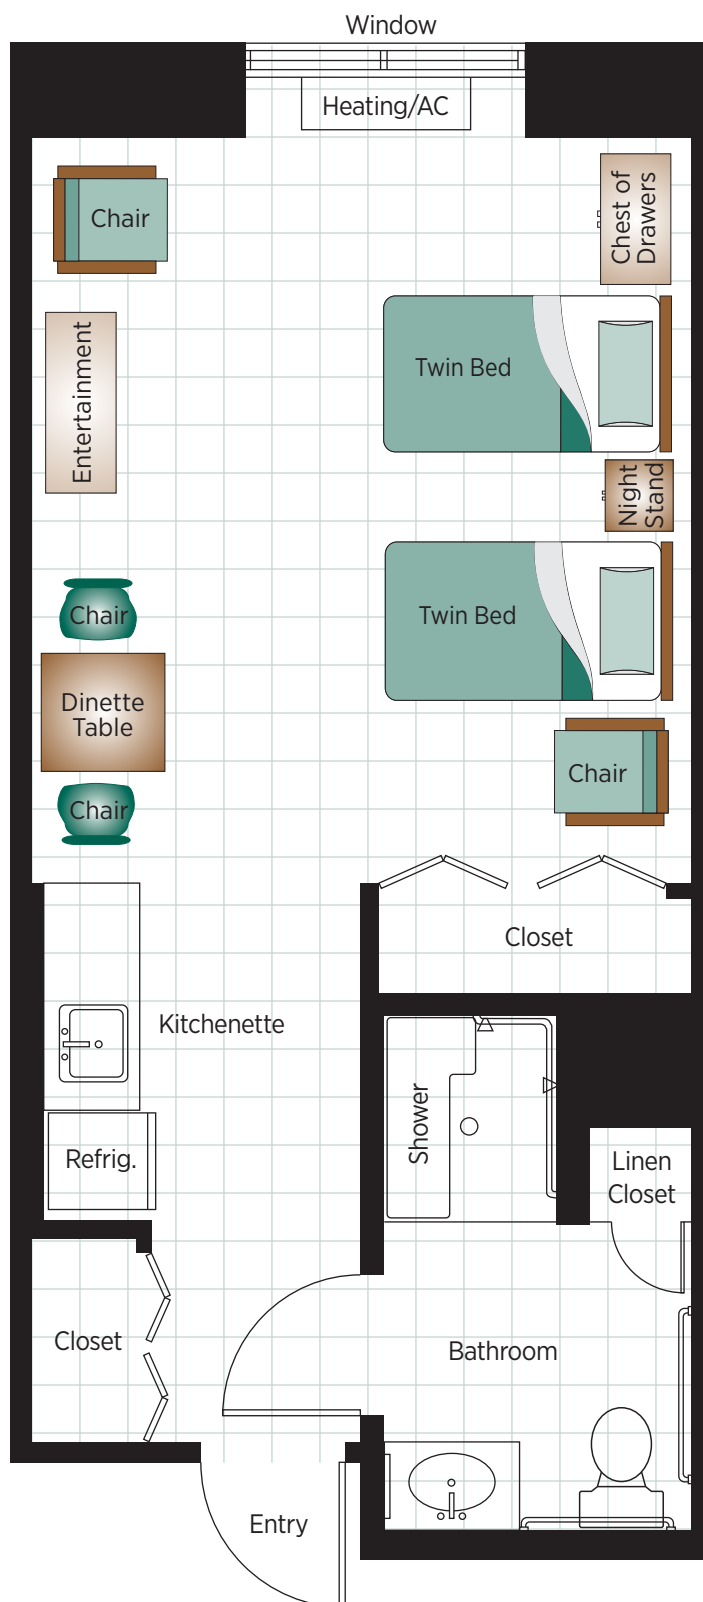 Window
Heating/AC
Chair
Chest of
Drawers
Entertainment
Twin Bed
Night
Stand
Chair
Twin Bed
Dinette
Table
Chair
Chair
Closet
Kitchenette
Shower
Refrig.
Linen
Closet
Closet
Bathroom
Entry